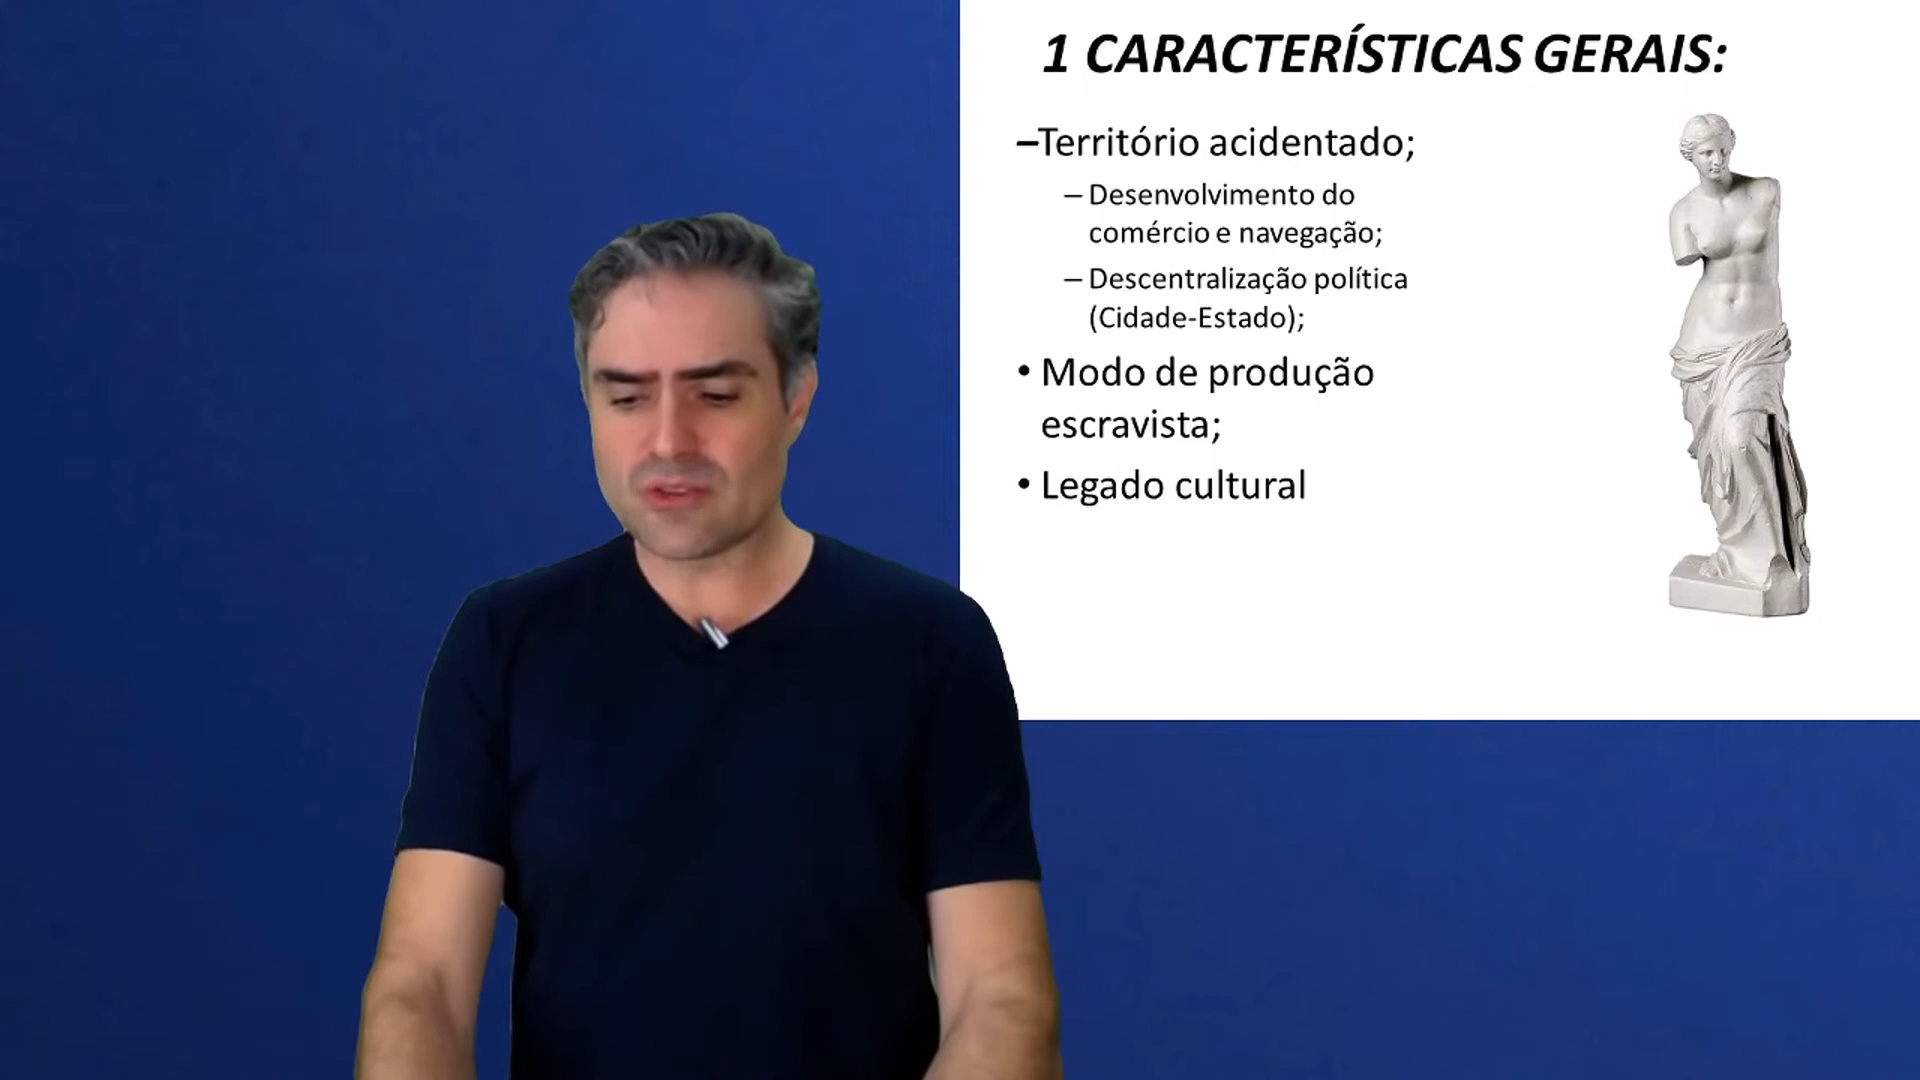 1 CARACTERÍSTICAS GERAIS:
–Território acidentado;
– Desenvolvimento do
comércio e navegação;
– Descentralização política
(Cidade-Estado);
• Modo de produção
escravista;
• Legado cultural